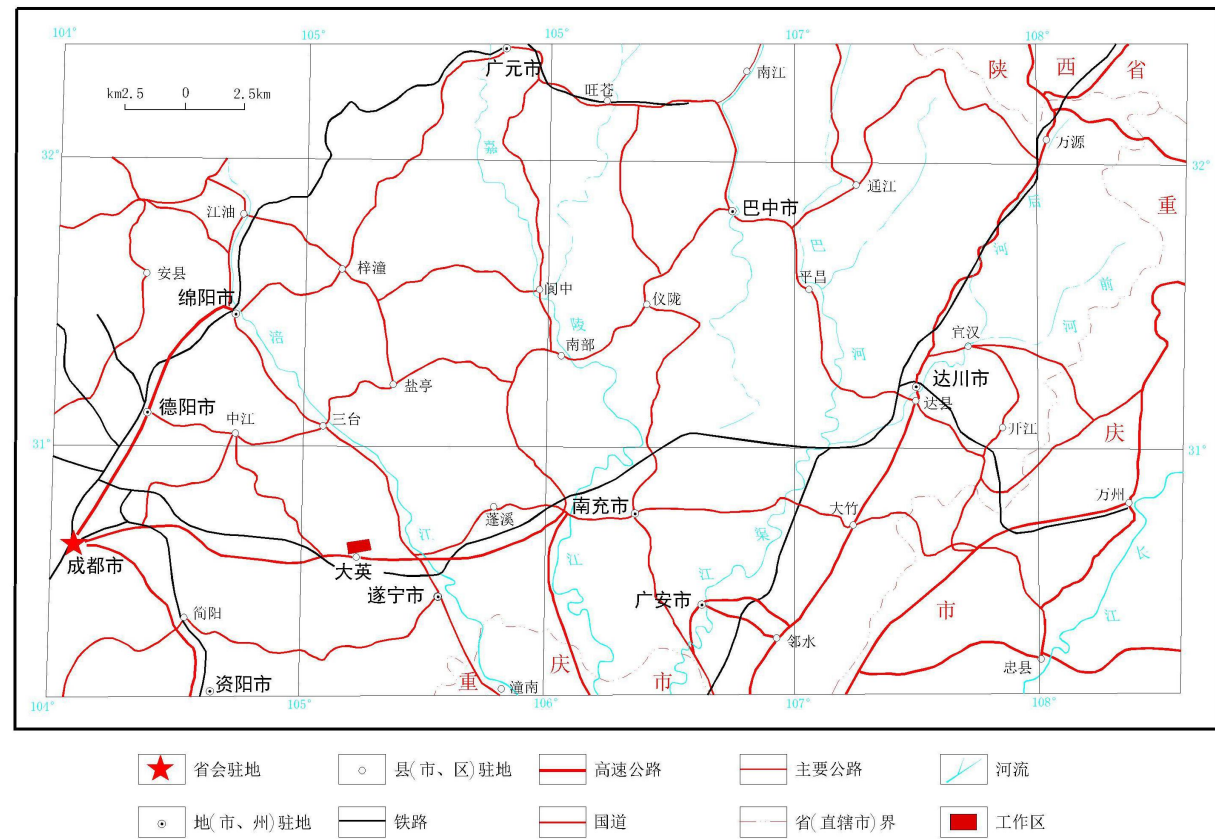 104° 105° 105° 107° 108°
广元市
南江
陕 西 省
km2.5 0 2.5km
旺苍
嘉
万源
32° 32°
通江
江油
巴中市
后
重
安县
梓潼
巴
河
平昌
前
阆中
仪陇
绵阳市
涪
陵
河
宣汉
南部
河
达川市
盐亭
达县
德阳市
中江
三台
开江
庆
31° 31°
万州
蓬溪
南充市
大竹
渠
江
长
成都市
大英
江
江
遂宁市
广安市
市
江
简阳
邻水
忠县
庆
重
市
资阳市
潼南
104° 105° 106° 107° 108°
省会驻地 县(市、区)驻地 高速公路 主要公路 河流
地(市、州)驻地 铁路 国道 省(直辖市)界 工作区